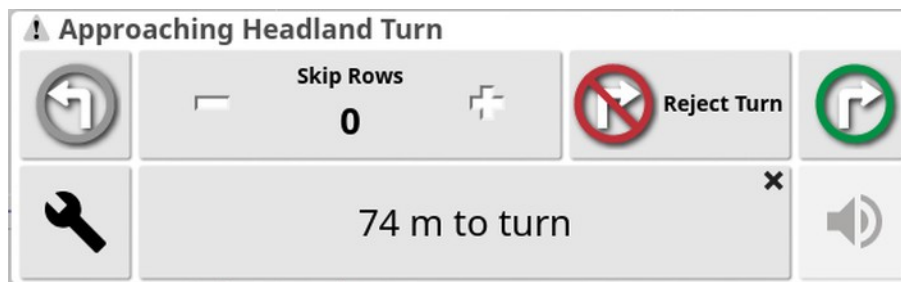 Approaching Headland Turn
Skip Rows
0
Reject Turn
74 m to turn